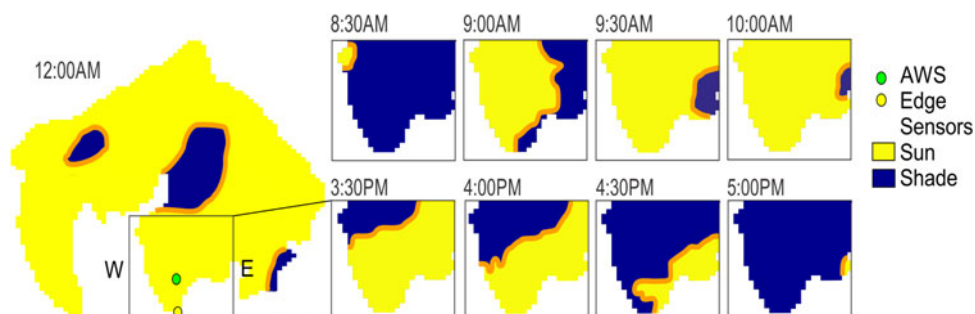 8:30AM
9:00AM
9:30AM
10:00AM
12:00AM
AWS
Edge
Sensors
Sun
Shade
3:30PM
4:00PM
4:30PM
5:00PM
W
E